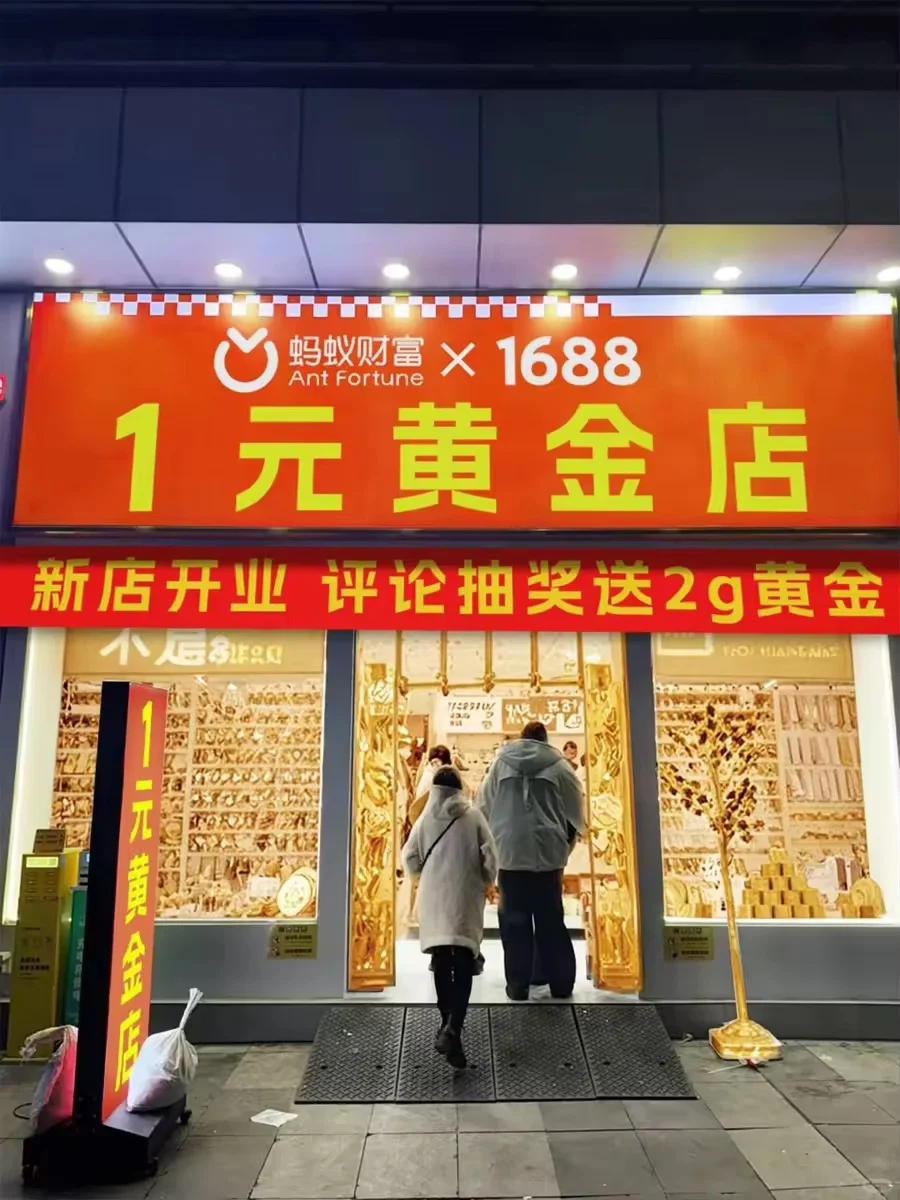 蚂蚁财富
Ant Fortune
× 1688
1元黄金店
新店开业 评论抽奖送2g黄金
1元黄金店